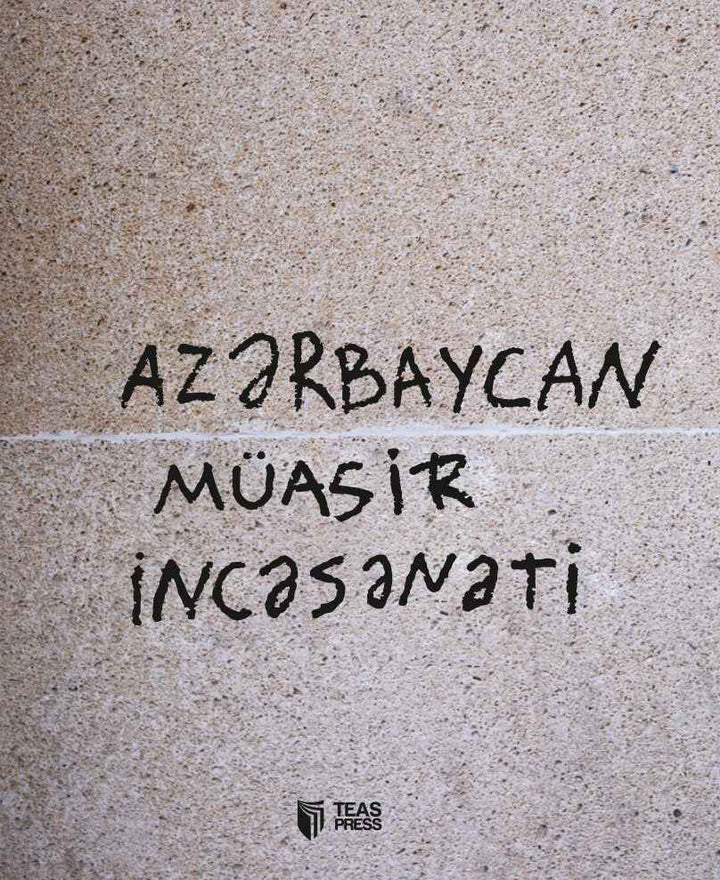 AZƏRBAYCAN
MÜASİR
İNCƏSƏNƏTİ
TEAS
PRESS